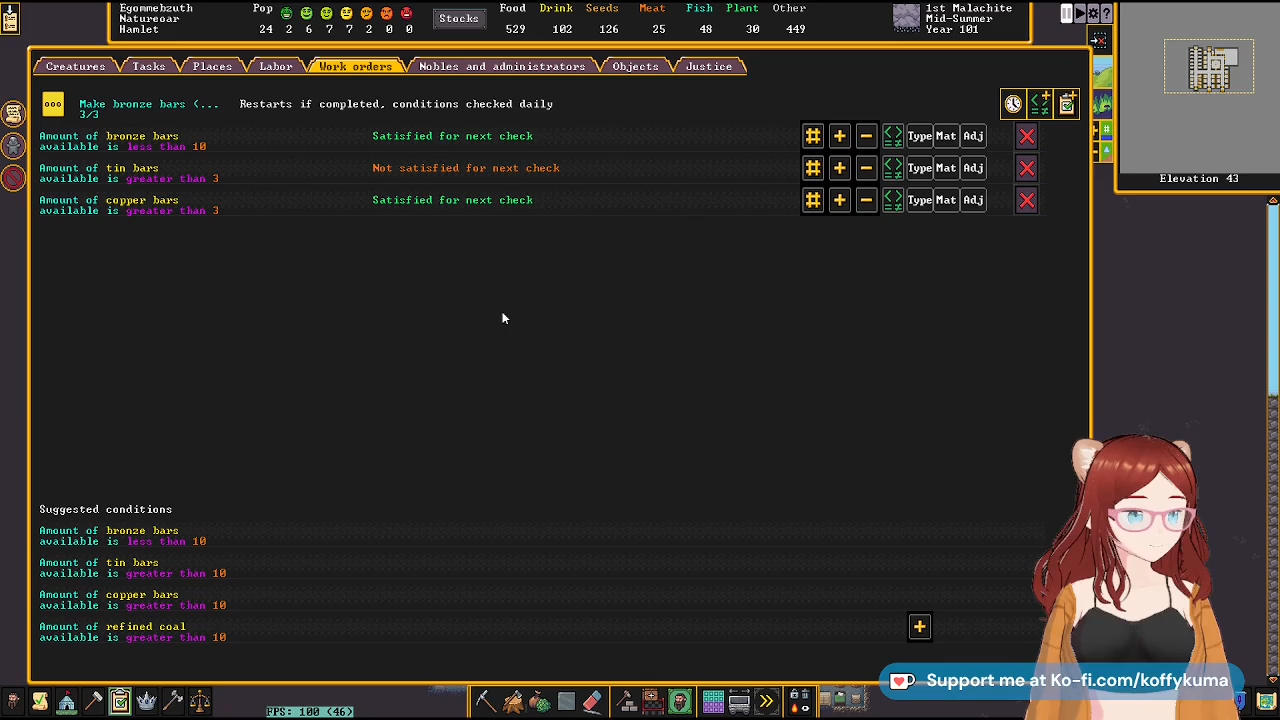 Egommebzuth
Natureoar
Hamlet
Pop
24 2 6 7 7 2 0 0
Stocks
Food Drink Seeds Meat Fish Plant Other
529 102 126 25 48 30 449
1st Malachite
Mid-Summer
Year 101
Elevation 43
Creatures Tasks Places Labor Work orders Nobles and administrators Objects Justice
Make bronze bars (... Restarts if completed, conditions checked daily
3/3
Amount of bronze bars Satisfied for next check Type Mat Adj
available is less than 10
Amount of tin bars Not satisfied for next check Type Mat Adj
available is greater than 3
Amount of copper bars Satisfied for next check Type Mat Adj
available is greater than 3
Suggested conditions
Amount of bronze bars
available is less than 10
Amount of tin bars
available is greater than 10
Amount of copper bars
available is greater than 10
Amount of refined coal
available is greater than 10
Support me at Ko-fi.com/koffykuma
FPS: 100 (46)